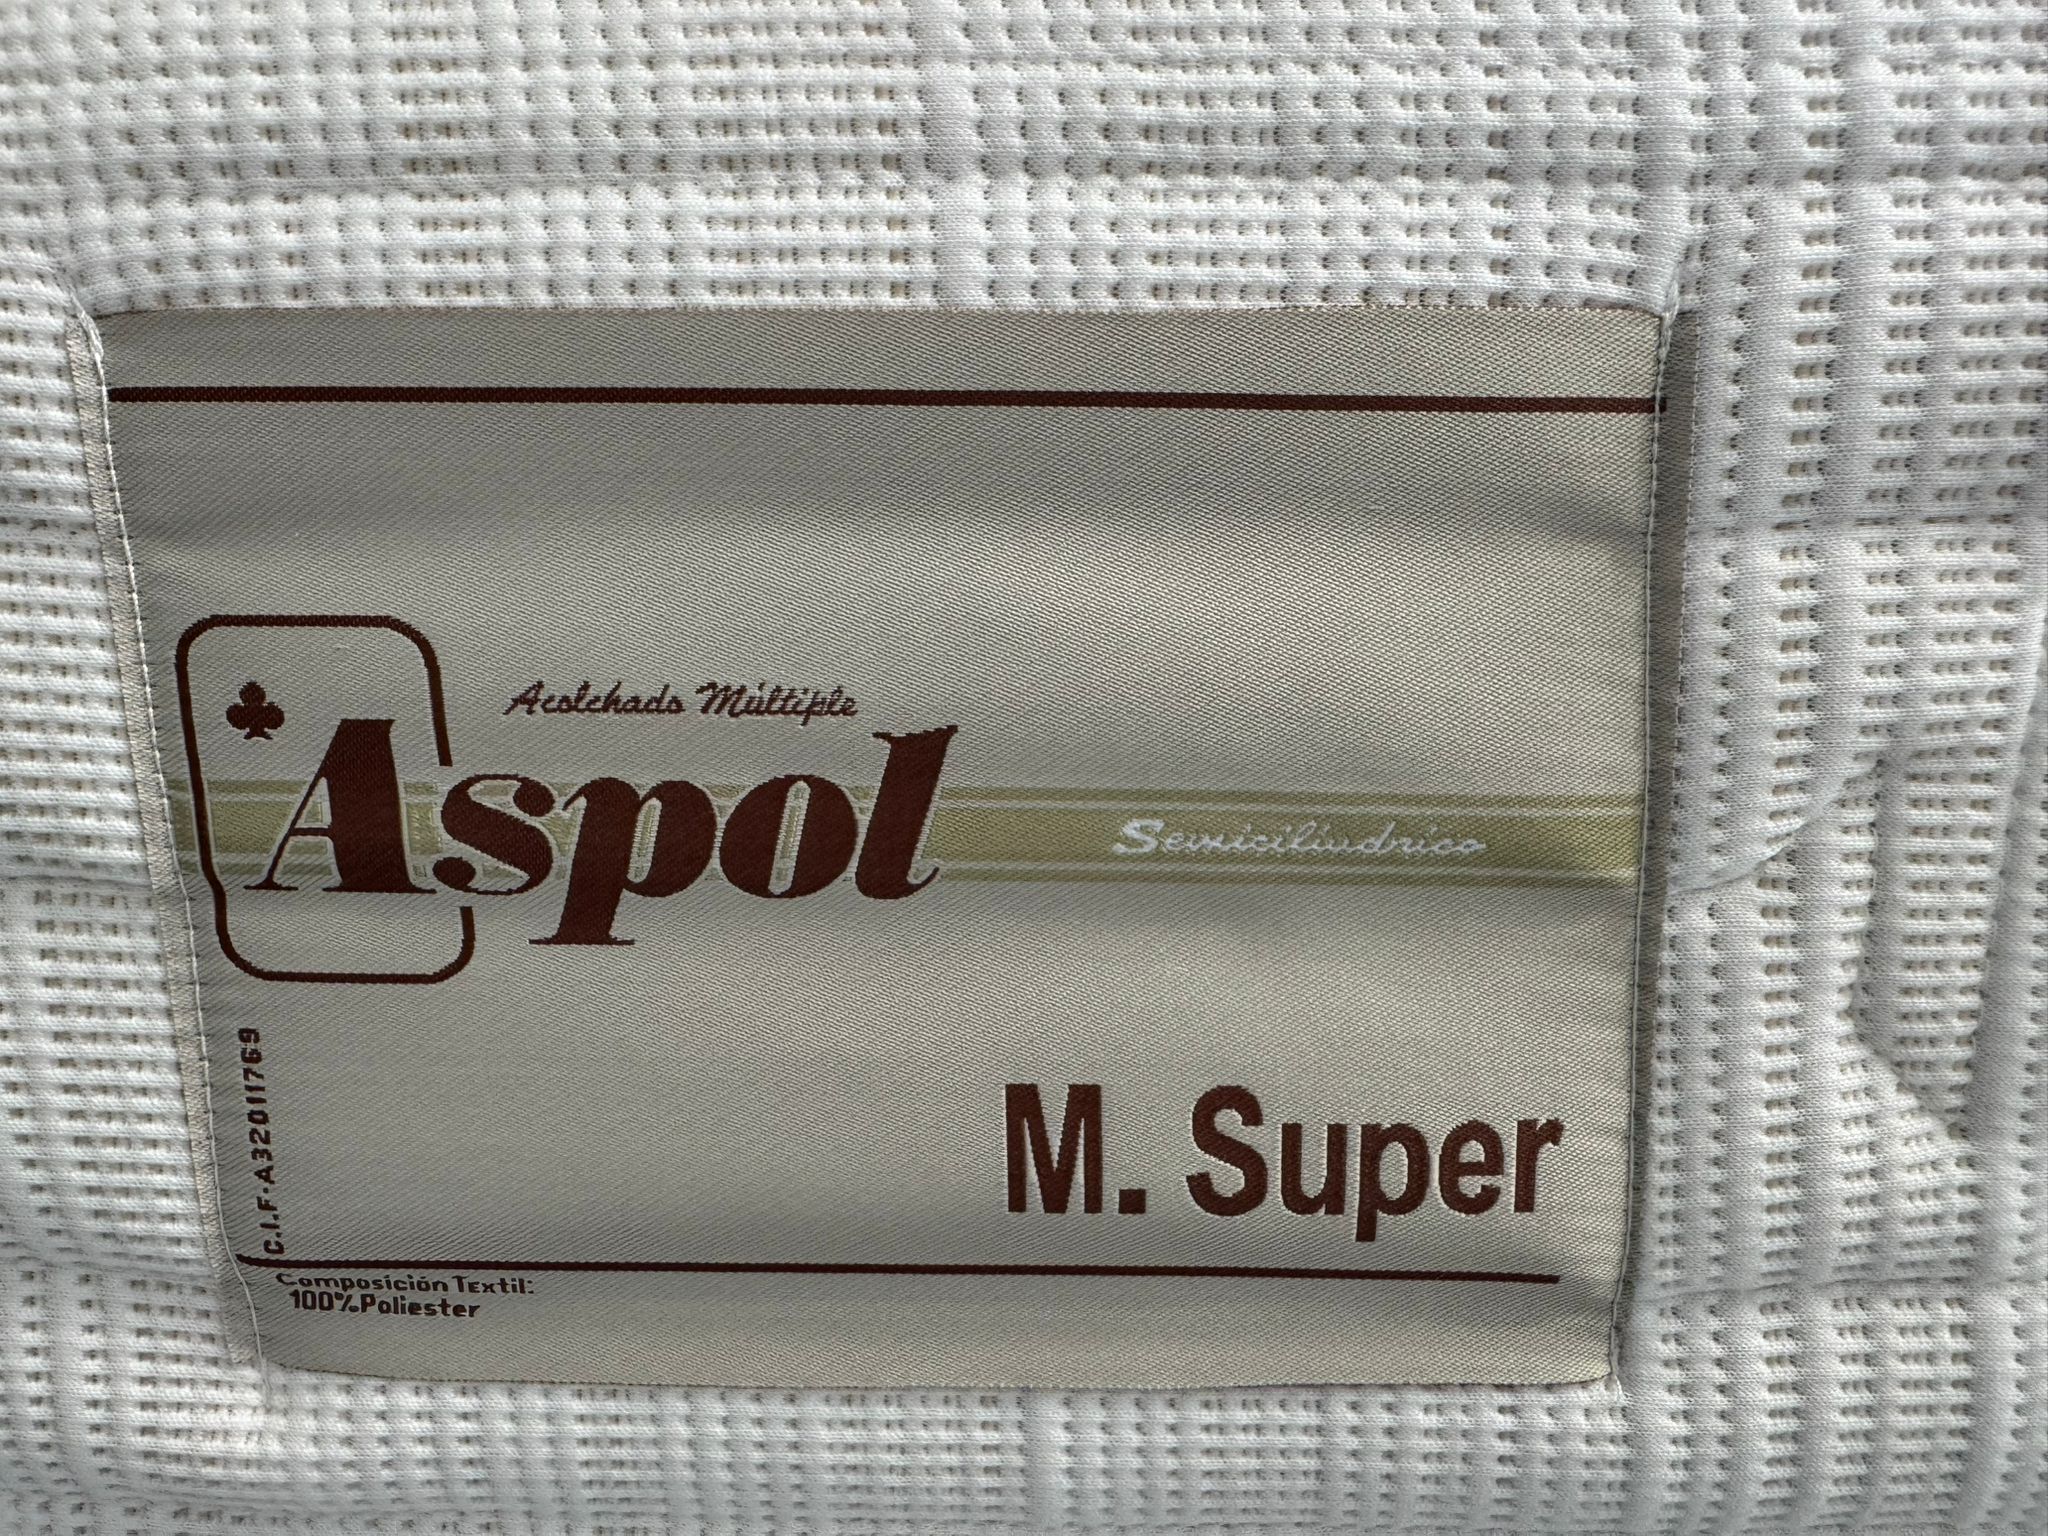 Acolchado Múltiple
Aspol
Semicilíndrico
M. Super
C.I.F-A32011769
Composición Textil:
100% Poliester